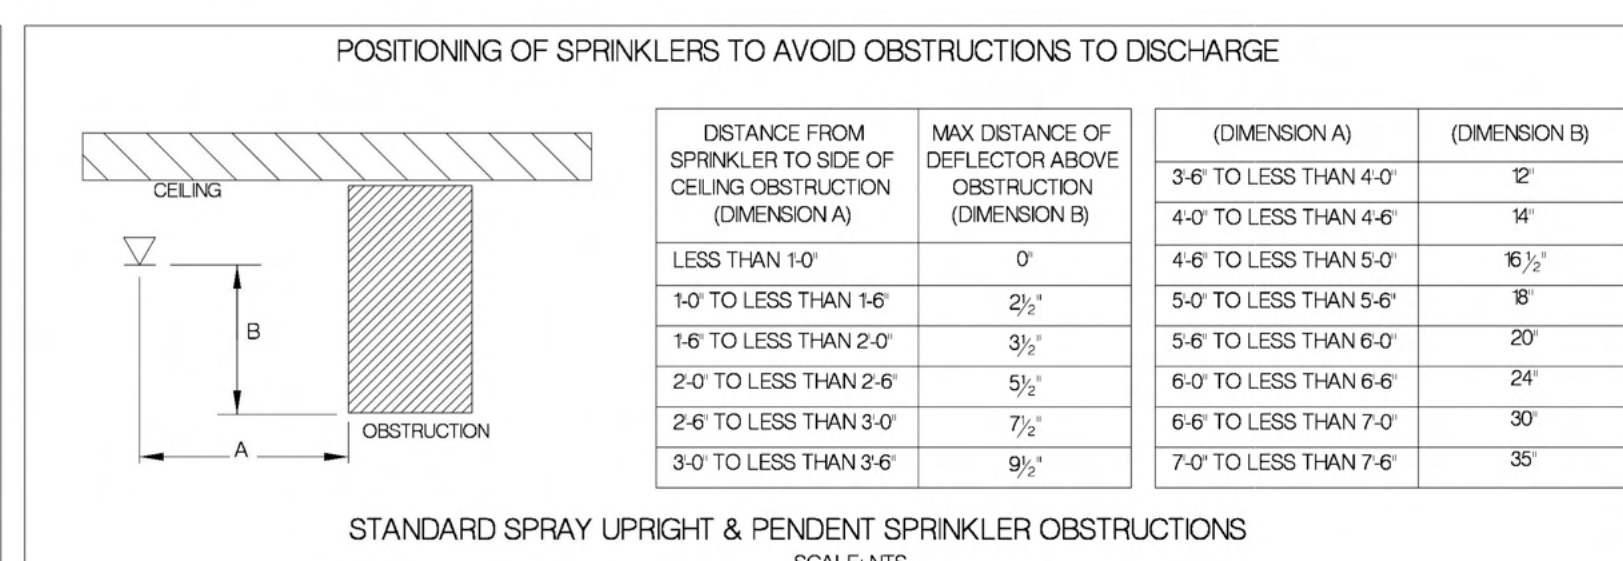 POSITIONING OF SPRINKLERS TO AVOID OBSTRUCTIONS TO DISCHARGE
CEILING
B
A
OBSTRUCTION
DISTANCE FROM
SPRINKLER TO SIDE OF
CEILING OBSTRUCTION
(DIMENSION A)
MAX DISTANCE OF
DEFLECTOR ABOVE
OBSTRUCTION
(DIMENSION B)
LESS THAN 1'-0" 0"
1'-0" TO LESS THAN 1'-6" 2½"
1'-6" TO LESS THAN 2'-0" 3½"
2'-0" TO LESS THAN 2'-6" 5½"
2'-6" TO LESS THAN 3'-0" 7½"
3'-0" TO LESS THAN 3'-6" 9½"
(DIMENSION A) (DIMENSION B)
3'-6" TO LESS THAN 4'-0" 12"
4'-0" TO LESS THAN 4'-6" 14"
4'-6" TO LESS THAN 5'-0" 16½"
5'-0" TO LESS THAN 5'-6" 18"
5'-6" TO LESS THAN 6'-0" 20"
6'-0" TO LESS THAN 6'-6" 24"
6'-6" TO LESS THAN 7'-0" 30"
7'-0" TO LESS THAN 7'-6" 35"
STANDARD SPRAY UPRIGHT & PENDENT SPRINKLER OBSTRUCTIONS
SCALE: NTS